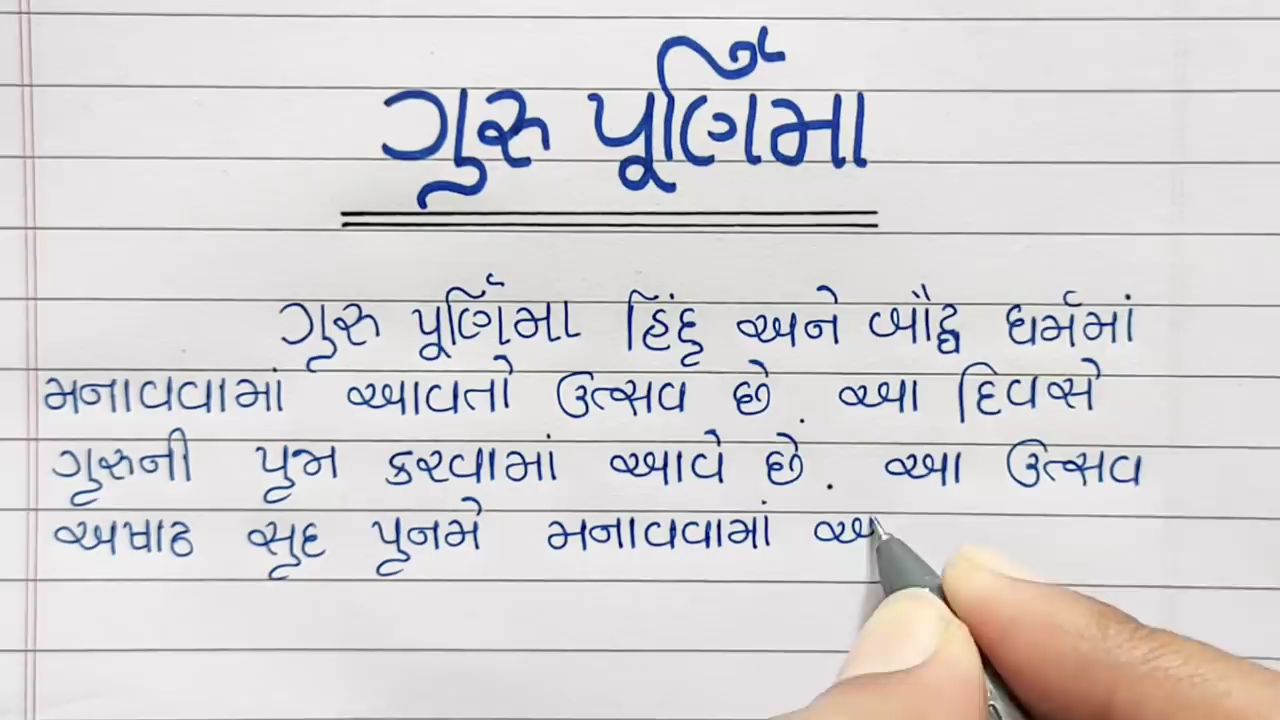 ગુરુ પૂર્ણિમા
ગુરુ પૂર્ણિમા હિંદૂ અને બૌદ્ધ ધર્મમાં
મનાવવામાં આવતો ઉત્સવ છે. આ દિવસે
ગુરુની પૂજા કરવામાં આવે છે. આ ઉત્સવ
અષાઢ સુદ પુનમે મનાવવામાં